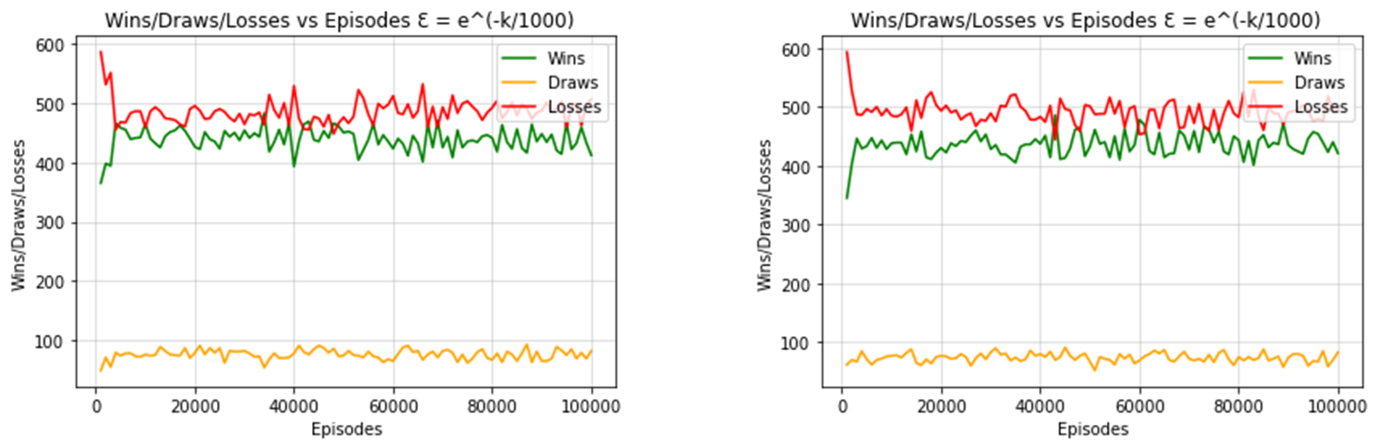 Wins/Draws/Losses vs Episodes Ɛ = e^(-k/1000)
Wins/Draws/Losses
600
500
400
300
200
100
Wins
Draws
Losses
0 20000 40000 60000 80000 100000
Episodes
Wins/Draws/Losses vs Episodes Ɛ = e^(-k/1000)
Wins/Draws/Losses
600
500
400
300
200
100
Wins
Draws
Losses
0 20000 40000 60000 80000 100000
Episodes